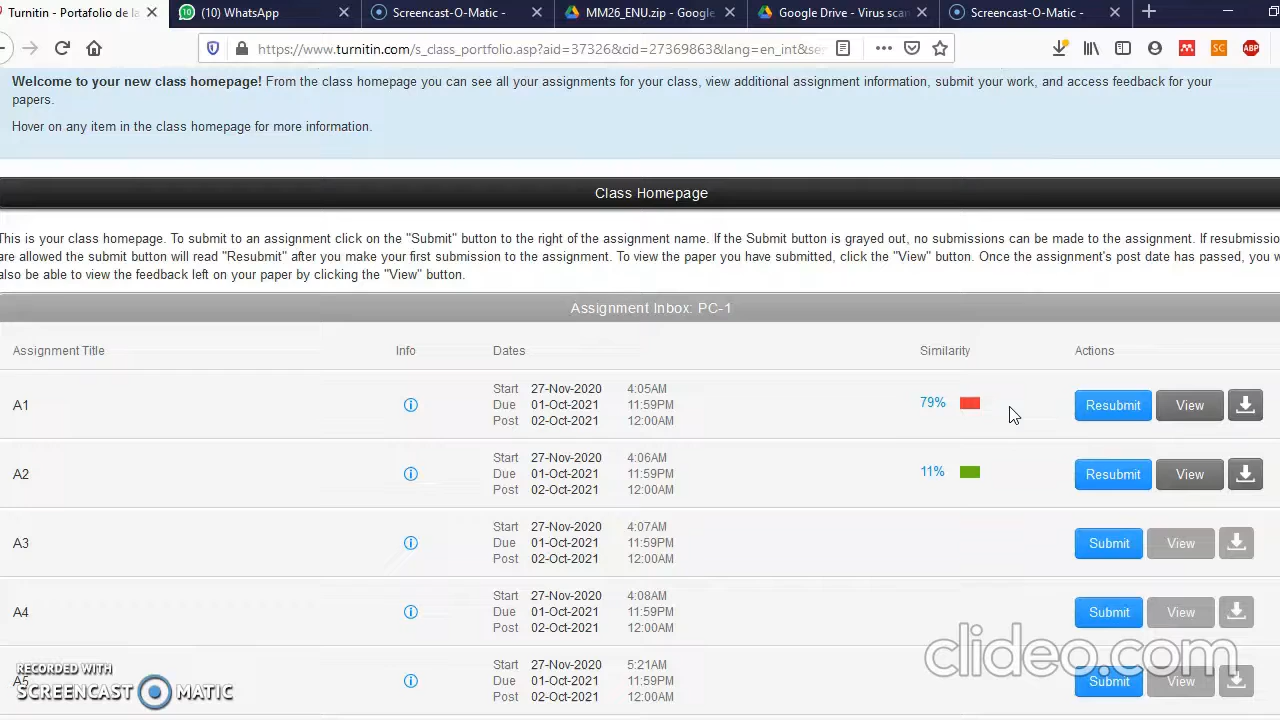 Turnitin - Portafolio de la
(10) WhatsApp
Screencast-O-Matic -
MM26_ENU.zip - Google
Google Drive - Virus scan
Screencast-O-Matic -
https://www.turnitin.com/s_class_portfolio.asp?aid=37326&cid=27369863&lang=en_int&ses
Welcome to your new class homepage! From the class homepage you can see all your assignments for your class, view additional assignment information, submit your work, and access feedback for your
papers.
Hover on any item in the class homepage for more information.
Class Homepage
This is your class homepage. To submit to an assignment click on the "Submit" button to the right of the assignment name. If the Submit button is grayed out, no submissions can be made to the assignment. If resubmissio
are allowed the submit button will read "Resubmit" after you make your first submission to the assignment. To view the paper you have submitted, click the "View" button. Once the assignment's post date has passed, you w
also be able to view the feedback left on your paper by clicking the "View" button.
Assignment Inbox: PC-1
Assignment Title Info Dates Similarity Actions
Start 27-Nov-2020 4:05AM
A1 Due 01-Oct-2021 11:59PM 79% Resubmit View
Post 02-Oct-2021 12:00AM
Start 27-Nov-2020 4:06AM
A2 Due 01-Oct-2021 11:59PM 11% Resubmit View
Post 02-Oct-2021 12:00AM
Start 27-Nov-2020 4:07AM
A3 Due 01-Oct-2021 11:59PM Submit View
Post 02-Oct-2021 12:00AM
Start 27-Nov-2020 4:08AM
A4 Due 01-Oct-2021 11:59PM Submit View
Post 02-Oct-2021 12:00AM
Start 27-Nov-2020 5:21AM
A5 Due 01-Oct-2021 11:59PM Submit View
Post 02-Oct-2021 12:00AM
RECORDED WITH
SCREENCAST-O-MATIC
clideo.com
SC
ABP